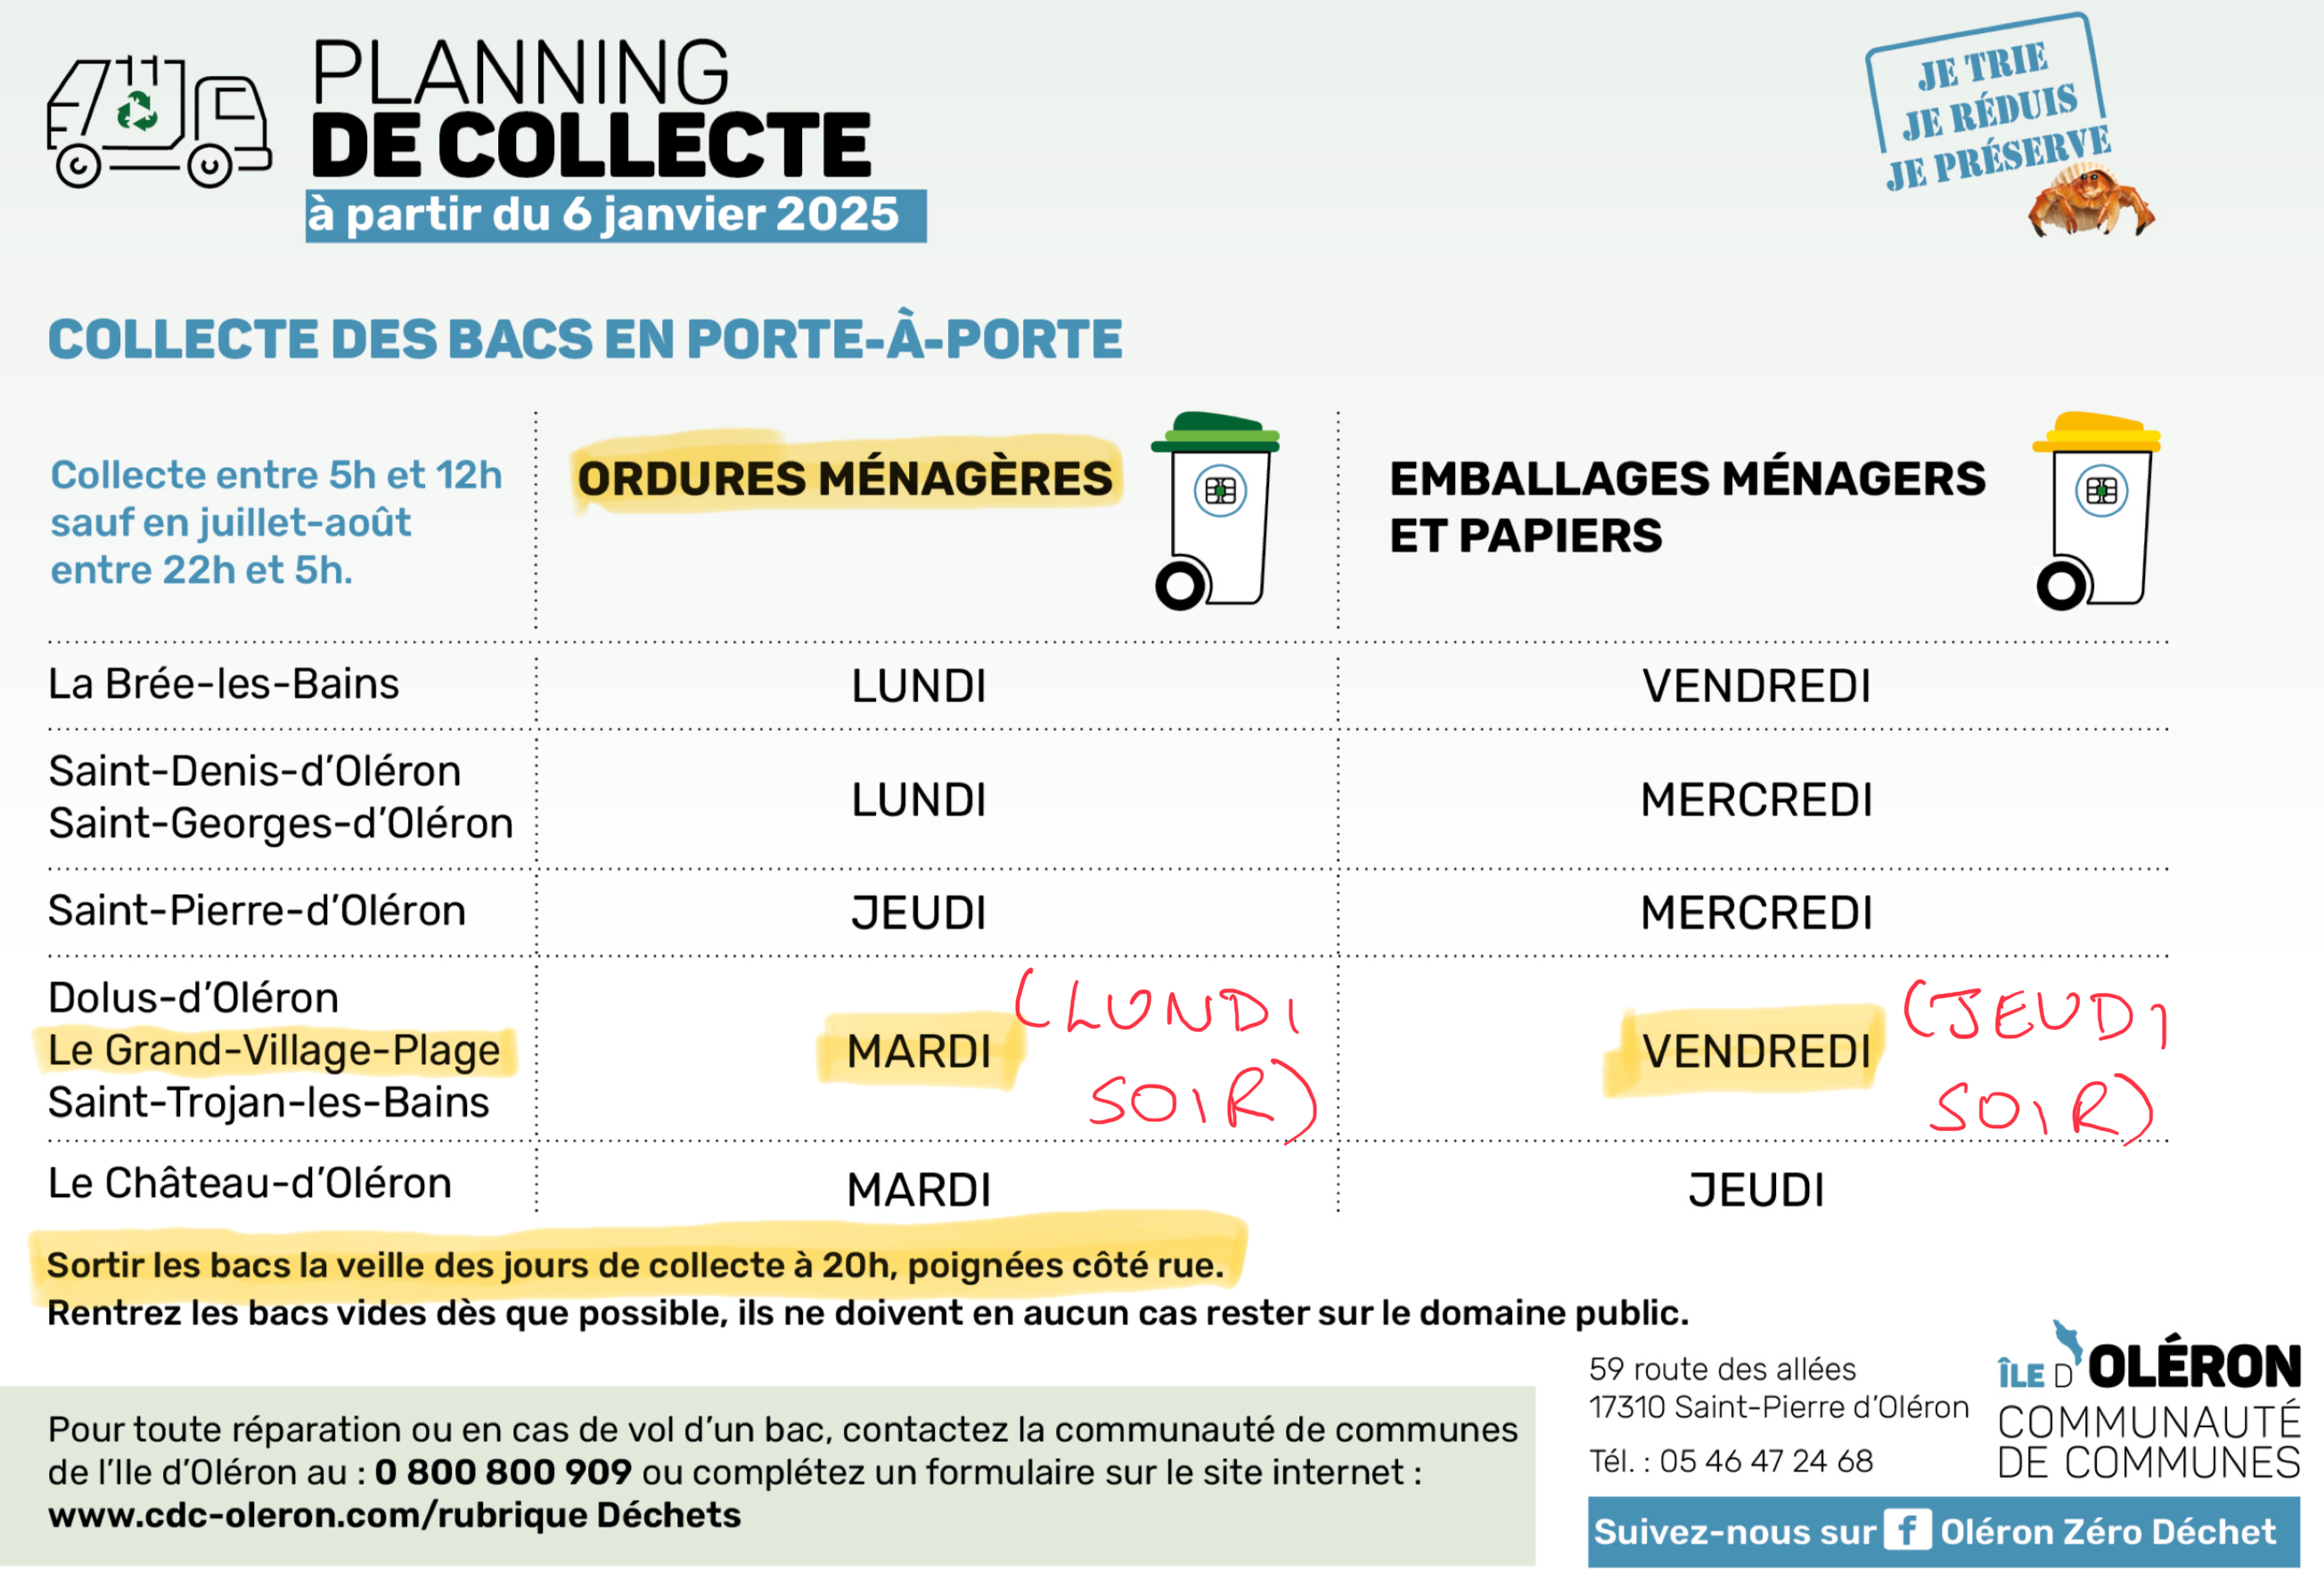 PLANNING
DE COLLECTE
à partir du 6 janvier 2025
JE TRIE
JE RÉDUIS
JE PRÉSERVE
COLLECTE DES BACS EN PORTE-À-PORTE
Collecte entre 5h et 12h
sauf en juillet-août
entre 22h et 5h.
ORDURES MÉNAGÈRES
EMBALLAGES MÉNAGERS
ET PAPIERS
La Brée-les-Bains
LUNDI
VENDREDI
Saint-Denis-d’Oléron
Saint-Georges-d’Oléron
LUNDI
MERCREDI
Saint-Pierre-d’Oléron
JEUDI
MERCREDI
Dolus-d’Oléron
Le Grand-Village-Plage
Saint-Trojan-les-Bains
MARDI
(LUNDI
SOIR)
VENDREDI
(JEUDI
SOIR)
Le Château-d’Oléron
MARDI
JEUDI
Sortir les bacs la veille des jours de collecte à 20h, poignées côté rue.
Rentrez les bacs vides dès que possible, ils ne doivent en aucun cas rester sur le domaine public.
Pour toute réparation ou en cas de vol d’un bac, contactez la communauté de communes
de l’Ile d’Oléron au : 0 800 800 909 ou complétez un formulaire sur le site internet :
www.cdc-oleron.com/rubrique Déchets
59 route des allées
17310 Saint-Pierre d’Oléron
Tél. : 05 46 47 24 68
ÎLE D’OLÉRON
COMMUNAUTÉ
DE COMMUNES
Suivez-nous sur f Oléron Zéro Déchet